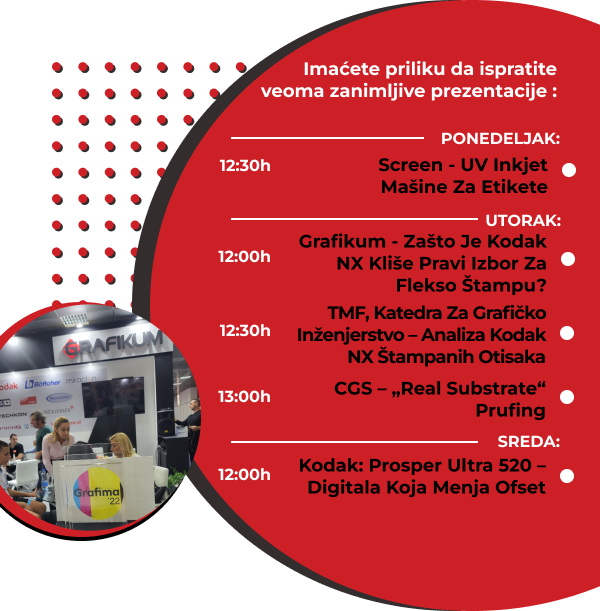 Imaćete priliku da ispratite
veoma zanimljive prezentacije :
PONEDELJAK:
12:30h
Screen - UV Inkjet
Mašine Za Etikete
UTORAK:
12:00h
Grafikum - Zašto Je Kodak
NX Kliše Pravi Izbor Za
Flekso Štampu?
12:30h
TMF, Katedra Za Grafičko
Inženjerstvo – Analiza Kodak
NX Štampanih Otisaka
13:00h
CGS – „Real Substrate“
Prufing
SREDA:
12:00h
Kodak: Prosper Ultra 520 –
Digitala Koja Menja Ofset
GRAFIKUM
Böttcher
Grafima
'22